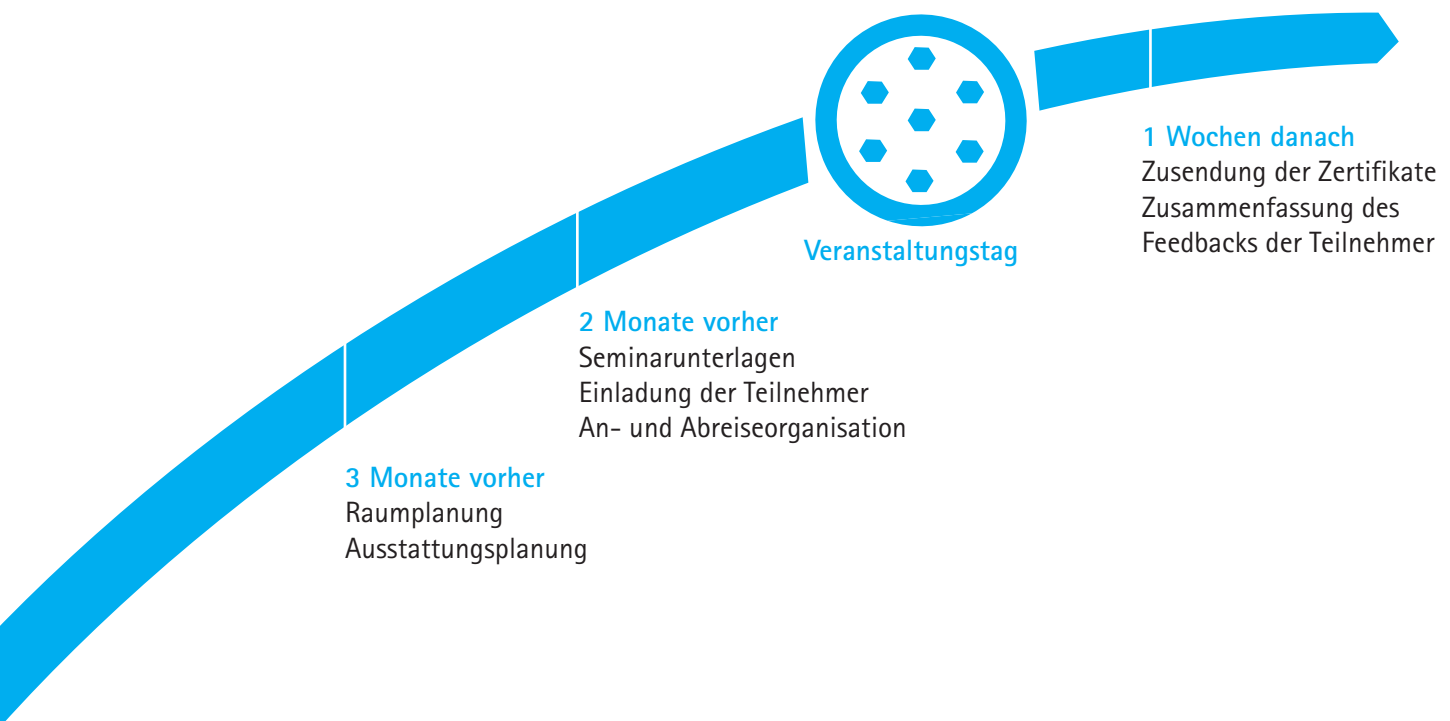 3 Monate vorher
Raumplanung
Ausstattungsplanung
2 Monate vorher
Seminarunterlagen
Einladung der Teilnehmer
An- und Abreiseorganisation
Veranstaltungstag
1 Wochen danach
Zusendung der Zertifikate
Zusammenfassung des
Feedbacks der Teilnehmer